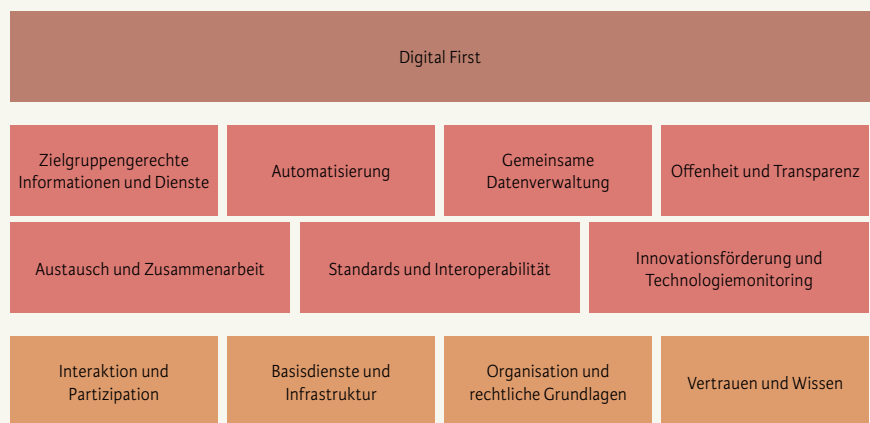 Digital First
Zielgruppengerechte
Informationen und Dienste
Automatisierung
Gemeinsame
Datenverwaltung
Offenheit und Transparenz
Austausch und Zusammenarbeit
Standards und Interoperabilität
Innovationsförderung und
Technologiemonitoring
Interaktion und
Partizipation
Basisdienste und
Infrastruktur
Organisation und
rechtliche Grundlagen
Vertrauen und Wissen